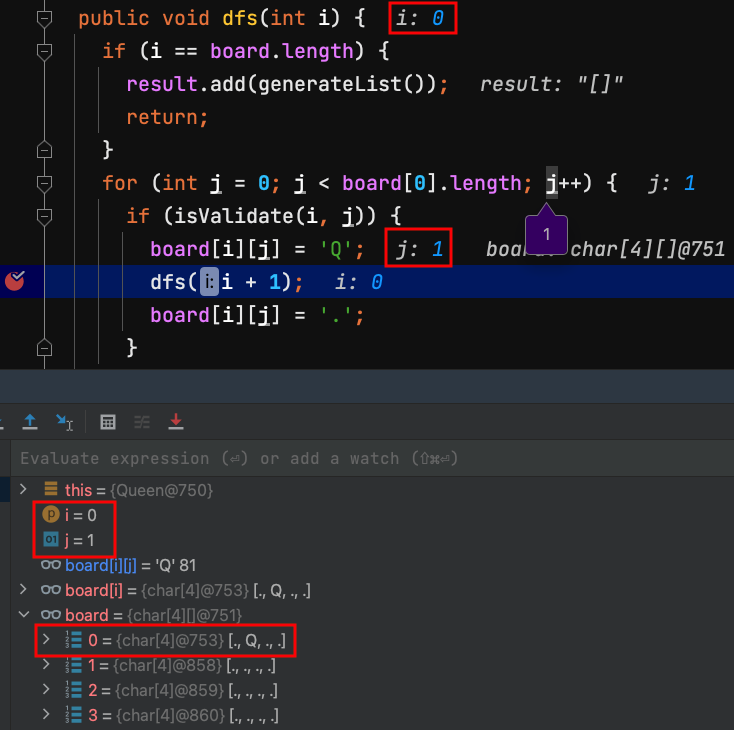 public void dfs(int i) { i: 0
if (i == board.length) {
result.add(generateList()); result: "[]"
return;
}
for (int j = 0; j < board[0].length; j++) { j: 1
if (isValidate(i, j)) {
1
board[i][j] = 'Q'; j: 1 board: char[4][]@751
dfs(i: i + 1); i: 0
board[i][j] = '.';
}
Evaluate expression (⏎) or add a watch (⇧⌘⏎)
this = {Queen@750}
p i = 0
01 j = 1
board[i][j] = 'Q' 81
board[i] = {char[4]@753} [., Q, ., .]
board = {char[4][]@751}
0 = {char[4]@753} [., Q, ., .]
1 = {char[4]@858} [., ., ., .]
2 = {char[4]@859} [., ., ., .]
3 = {char[4]@860} [., ., ., .]